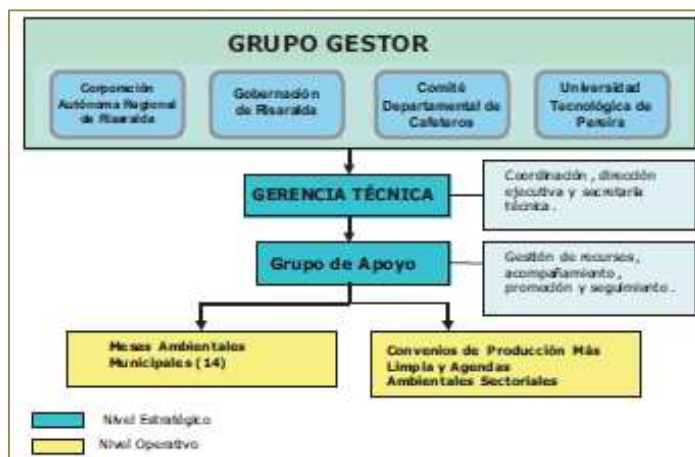 GRUPO GESTOR
Corporación
Autónoma Regional
de Risaralda
Gobernación
de Risaralda
Comité
Departamental de
Cafeteros
Universidad
Tecnológica de
Pereira
GERENCIA TÉCNICA
Coordinación, dirección
ejecutiva y secretaría
técnica.
Grupo de Apoyo
Gestión de recursos,
acompañamiento,
promoción y seguimiento.
Mesas Ambientales
Municipales (14)
Convenios de Producción Más
Limpia y Agendas
Ambientales Sectoriales
Nivel Estratégico
Nivel Operativo